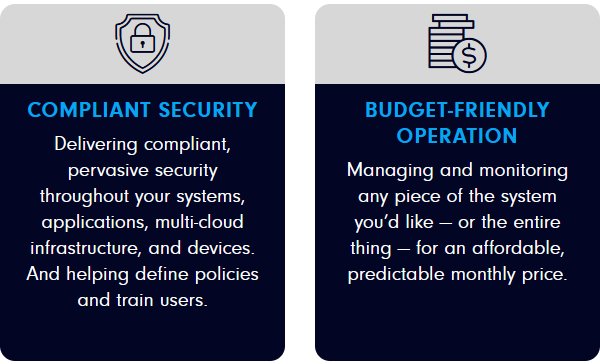 COMPLIANT SECURITY
Delivering compliant,
pervasive security
throughout your systems,
applications, multi-cloud
infrastructure, and devices.
And helping define policies
and train users.
$
BUDGET-FRIENDLY
OPERATION
Managing and monitoring
any piece of the system
you’d like — or the entire
thing — for an affordable,
predictable monthly price.